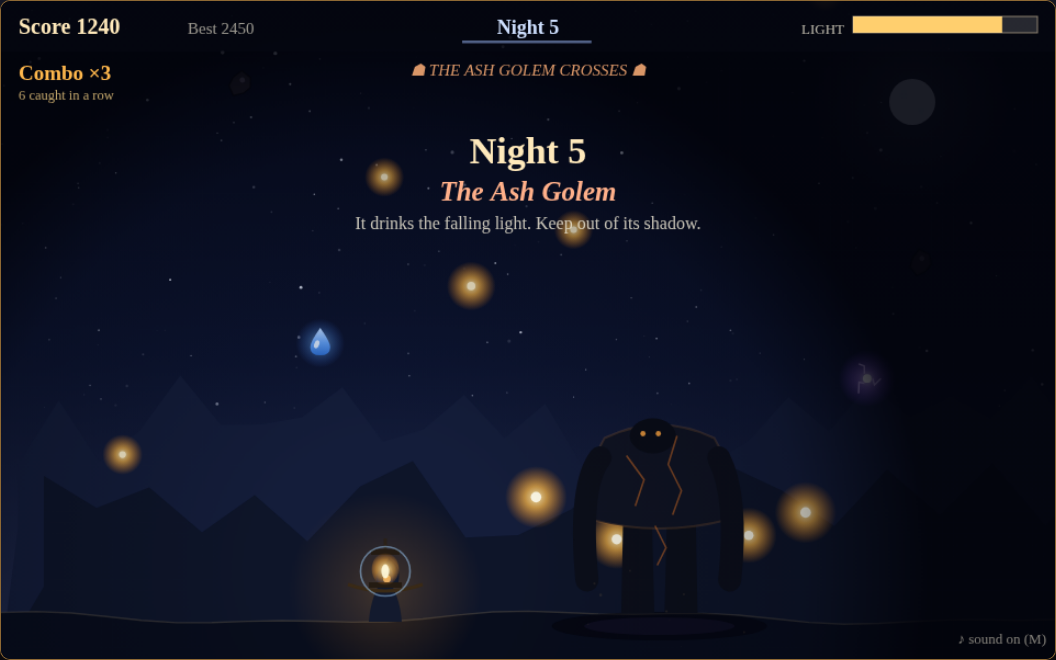 Score 1240
Best 2450
Night 5
LIGHT
Combo ×3
6 caught in a row
☗ THE ASH GOLEM CROSSES ☗
Night 5
The Ash Golem
It drinks the falling light. Keep out of its shadow.
♪ sound on (M)